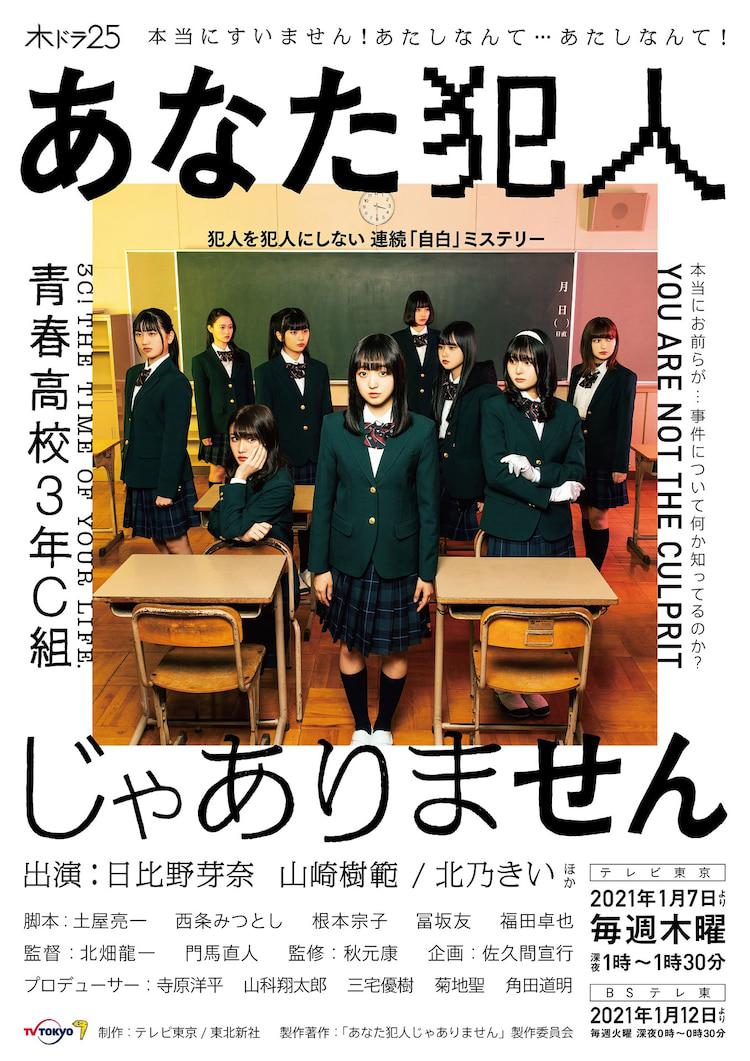 木ドラ25
本当にすいません！あたしなんて…あたしなんて！
あなた犯人
犯人を犯人にしない 連続「自白」ミステリー
月
日
(　)
日直
青春高校3年C組
3C! THE TIME OF YOUR LIFE.
本当にお前らが…事件について何か知ってるのか？
YOU ARE NOT THE CULPRIT
じゃありません
出演：日比野芽奈　山崎樹範 / 北乃きい ほか
脚本：土屋亮一　西条みつとし　根本宗子　冨坂友　福田卓也
監督：北畑龍一　門馬直人　監修：秋元康　企画：佐久間宣行
プロデューサー：寺原洋平　山科翔太郎　三宅優樹　菊地聖　角田道明
TV TOKYO 7 制作：テレビ東京 / 東北新社　製作著作：「あなた犯人じゃありません」製作委員会
テレビ東京
2021年1月7日より
毎週木曜
深夜1時〜1時30分
BSテレ東
2021年1月12日より
毎週火曜 深夜0時〜0時30分